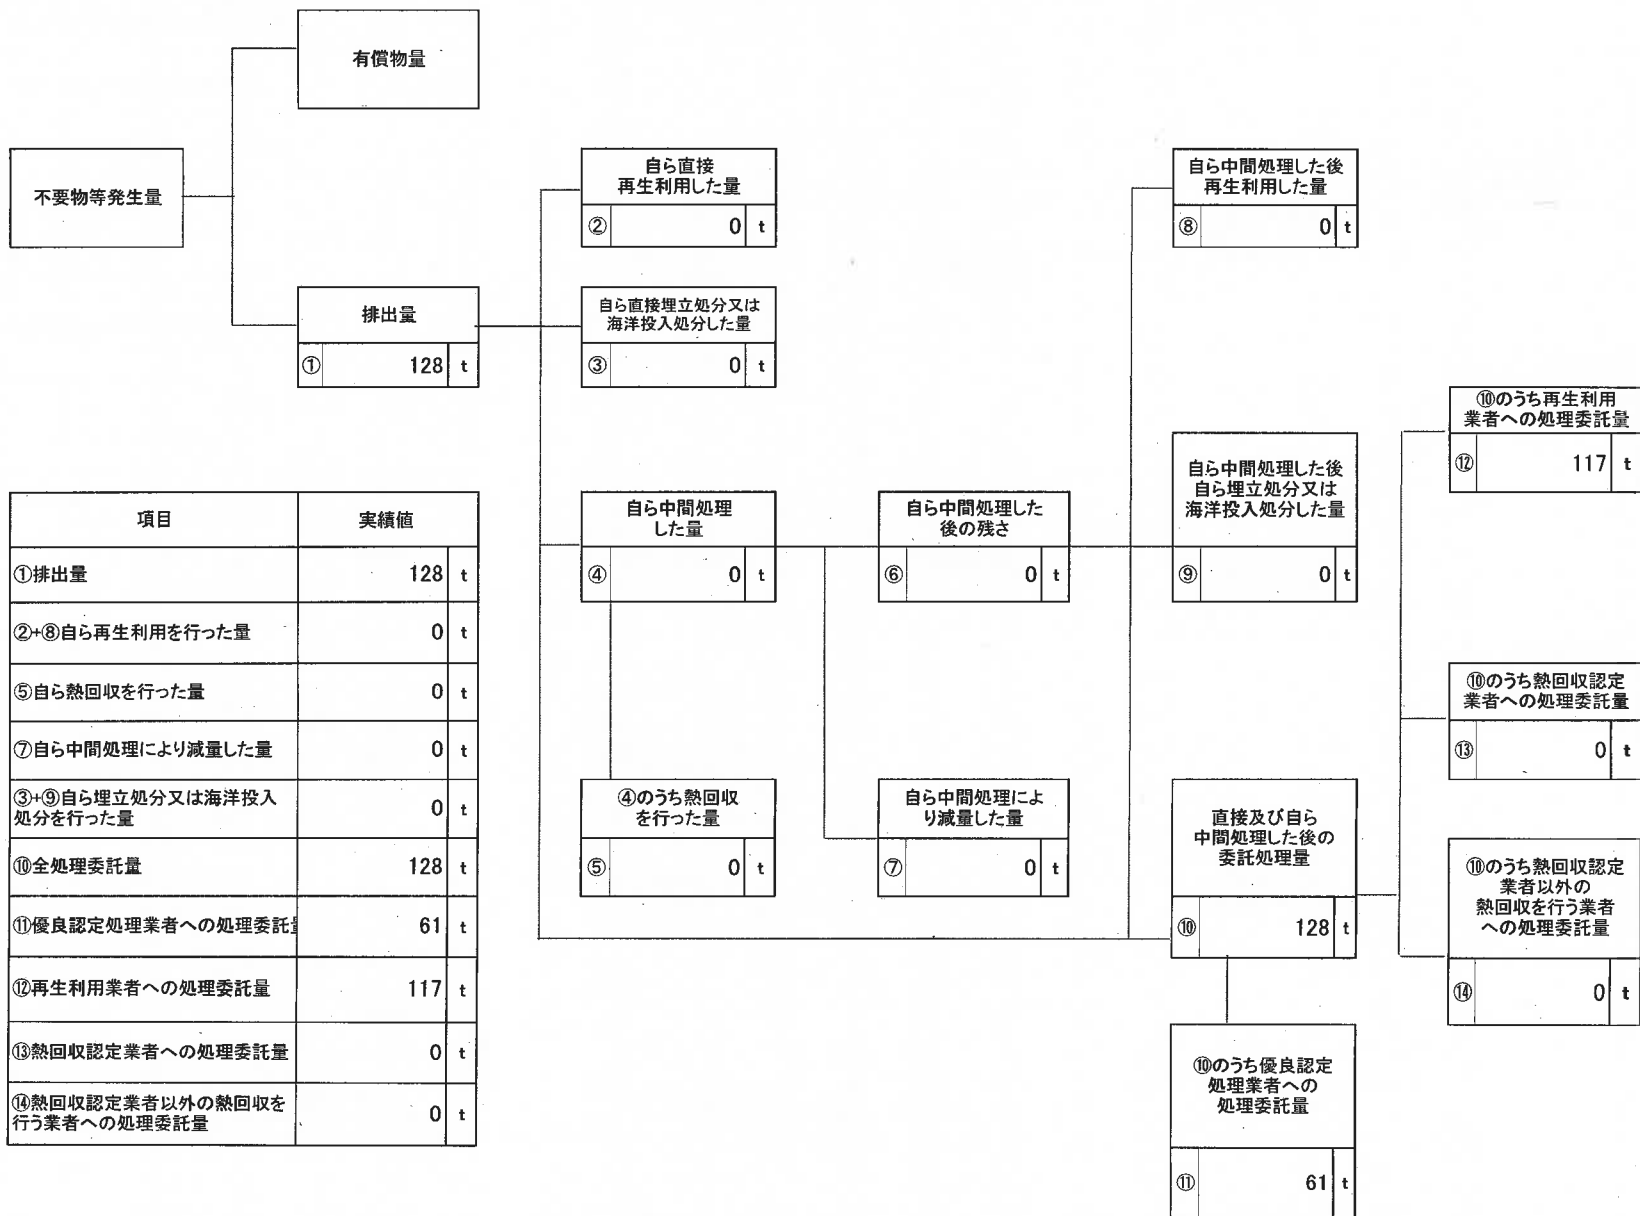 有償物量
不要物等発生量
自ら直接
再生利用した量
② 0 t
自ら中間処理した後
再生利用した量
⑧ 0 t
排出量
① 128 t
自ら直接埋立処分又は
海洋投入処分した量
③ 0 t
⑩のうち再生利用
業者への処理委託量
⑫ 117 t
自ら中間処理
した量
④ 0 t
自ら中間処理した
後の残さ
⑥ 0 t
自ら中間処理した後
自ら埋立処分又は
海洋投入処分した量
⑨ 0 t
⑩のうち熱回収認定
業者への処理委託量
⑬ 0 t
④のうち熱回収
を行った量
⑤ 0 t
自ら中間処理によ
り減量した量
⑦ 0 t
直接及び自ら
中間処理した後の
委託処理量
⑩ 128 t
⑩のうち熱回収認定
業者以外の
熱回収を行う業者
への処理委託量
⑭ 0 t
⑩のうち優良認定
処理業者への
処理委託量
⑪ 61 t
項目 実績値
①排出量 128 t
②+⑧自ら再生利用を行った量 0 t
⑤自ら熱回収を行った量 0 t
⑦自ら中間処理により減量した量 0 t
③+⑨自ら埋立処分又は海洋投入
処分を行った量 0 t
⑩全処理委託量 128 t
⑪優良認定処理業者への処理委託量 61 t
⑫再生利用業者への処理委託量 117 t
⑬熱回収認定業者への処理委託量 0 t
⑭熱回収認定業者以外の熱回収を
行う業者への処理委託量 0 t